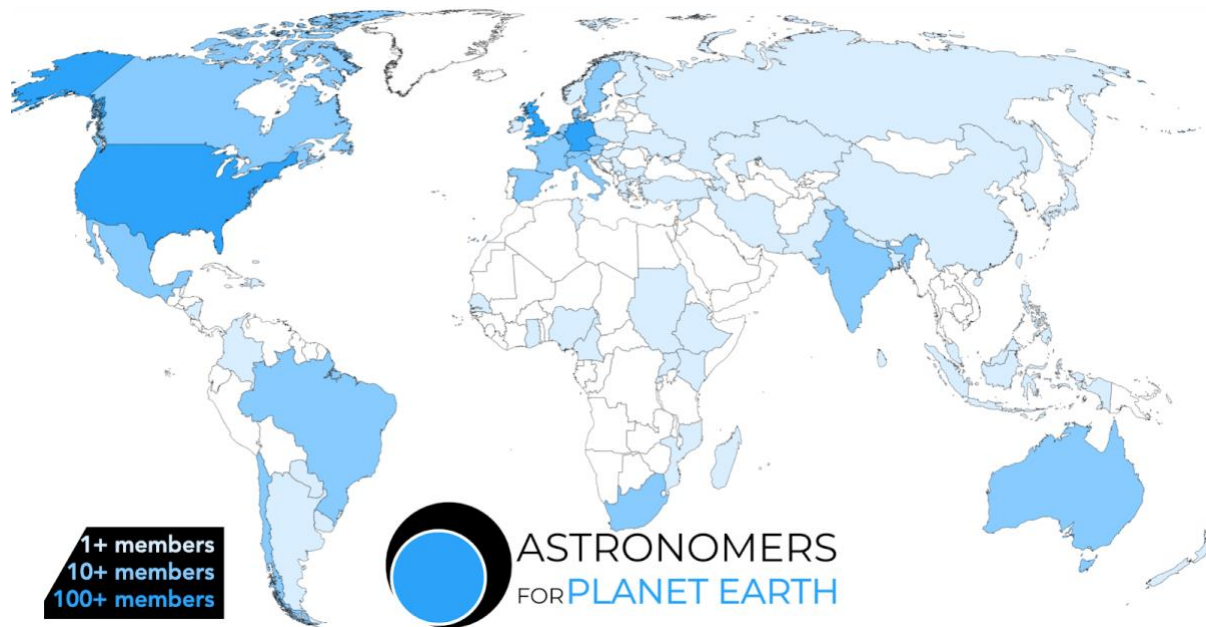 1+ members
10+ members
100+ members
ASTRONOMERS
FOR PLANET EARTH